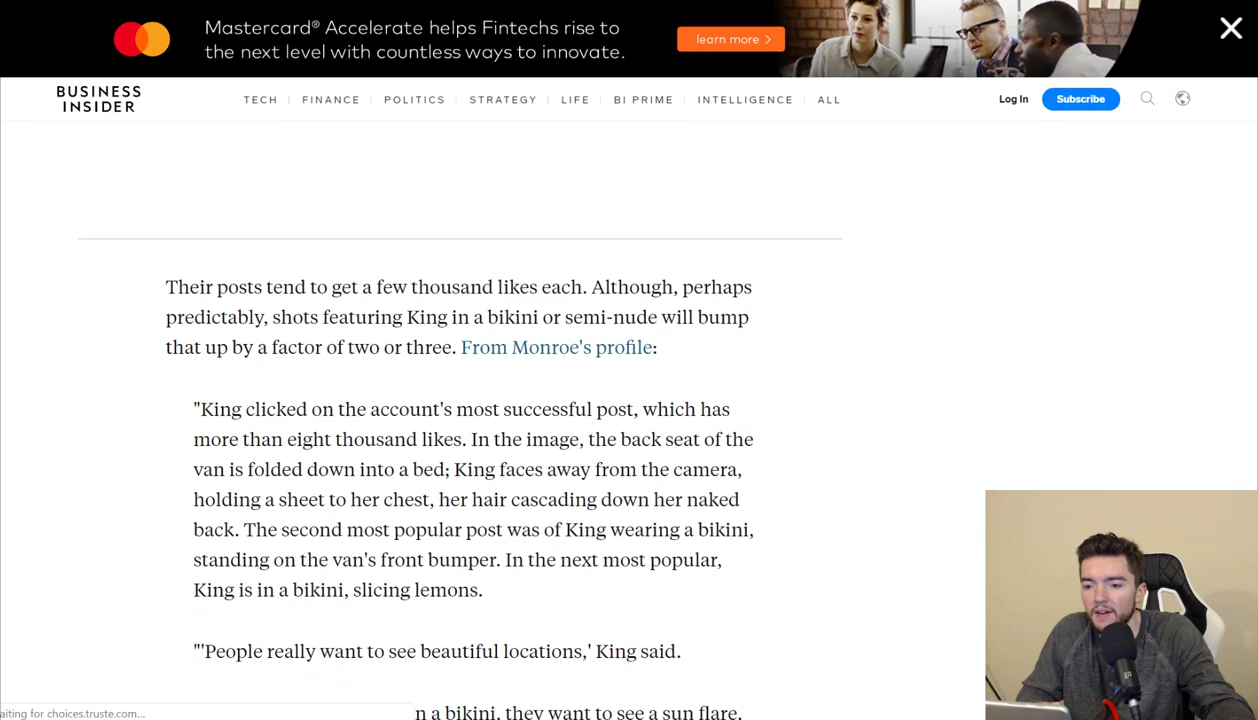 Mastercard® Accelerate helps Fintechs rise to
the next level with countless ways to innovate.
learn more >
BUSINESS
INSIDER
TECH
FINANCE
POLITICS
STRATEGY
LIFE
BI PRIME
INTELLIGENCE
ALL
Log In
Subscribe
Their posts tend to get a few thousand likes each. Although, perhaps
predictably, shots featuring King in a bikini or semi-nude will bump
that up by a factor of two or three. From Monroe's profile:
"King clicked on the account's most successful post, which has
more than eight thousand likes. In the image, the back seat of the
van is folded down into a bed; King faces away from the camera,
holding a sheet to her chest, her hair cascading down her naked
back. The second most popular post was of King wearing a bikini,
standing on the van's front bumper. In the next most popular,
King is in a bikini, slicing lemons.
"'People really want to see beautiful locations,' King said.
n a bikini, they want to see a sun flare,
aiting for choices.truste.com...